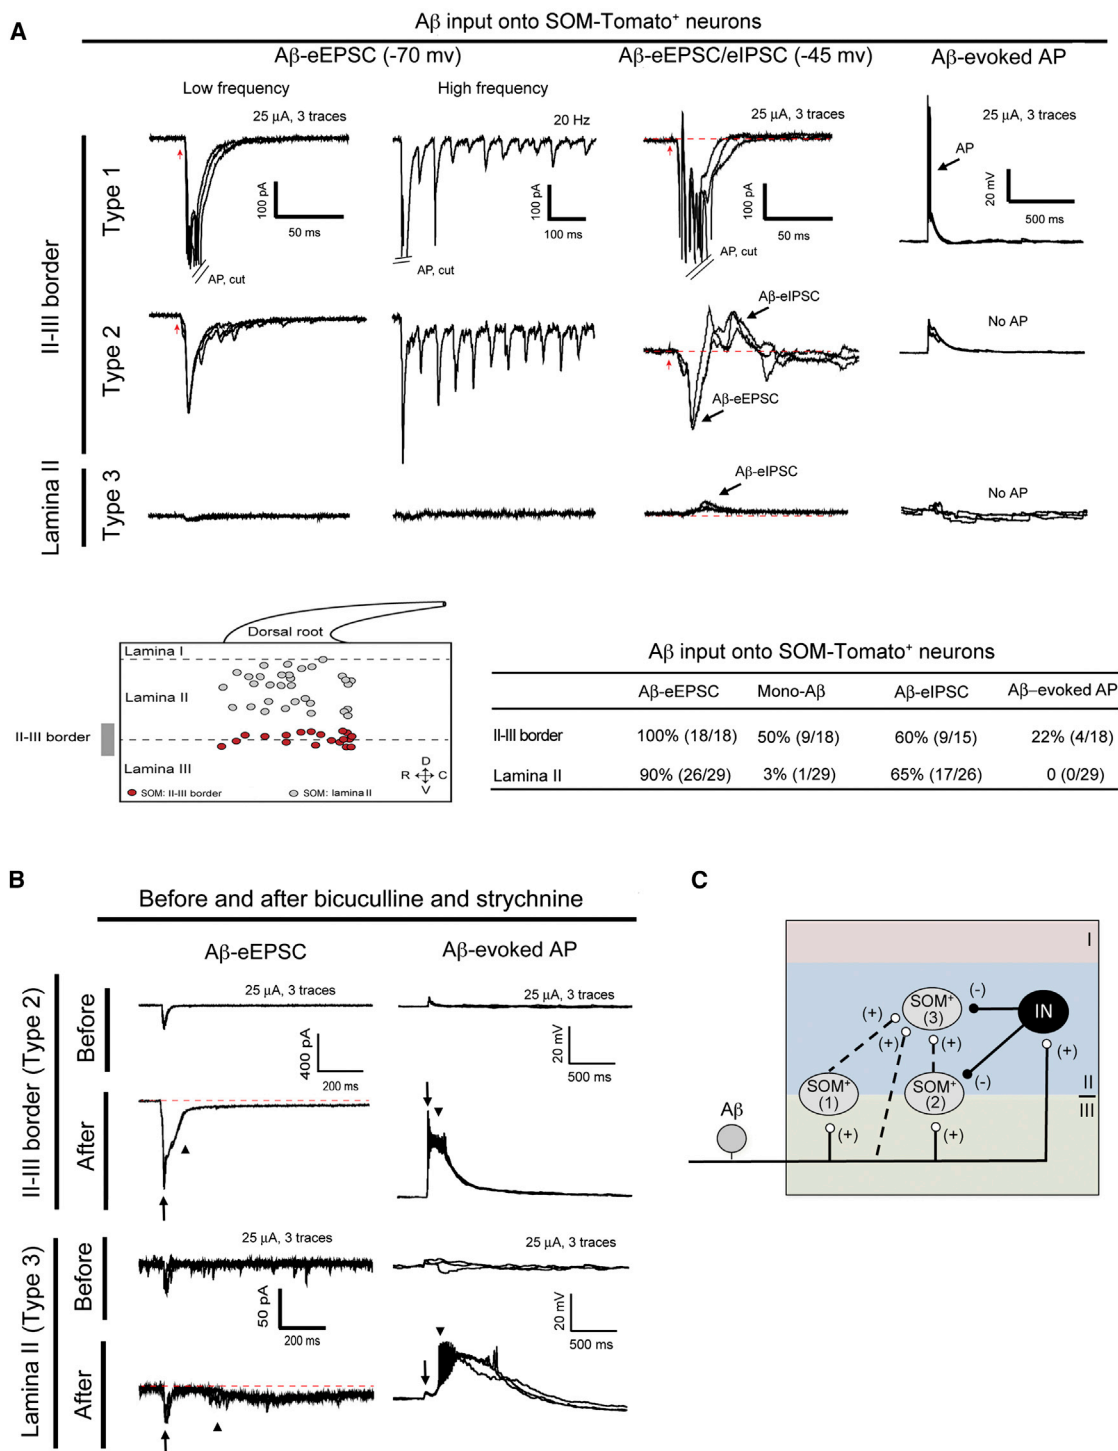 A
Aβ input onto SOM-Tomato⁺ neurons
Aβ-eEPSC (-70 mv)
Aβ-eEPSC/eIPSC (-45 mv)
Aβ-evoked AP
Low frequency
High frequency
II-III border
Type 1
25 µA, 3 traces
100 pA
50 ms
AP, cut
20 Hz
100 pA
100 ms
AP, cut
25 µA, 3 traces
100 pA
50 ms
AP, cut
25 µA, 3 traces
AP
20 mV
500 ms
Type 2
Aβ-eIPSC
Aβ-eEPSC
No AP
Lamina II
Type 3
Aβ-eIPSC
No AP
Dorsal root
Lamina I
Lamina II
II-III border
Lamina III
D
R C
V
SOM: II-III border
SOM: lamina II
Aβ input onto SOM-Tomato⁺ neurons
Aβ-eEPSC Mono-Aβ Aβ-eIPSC Aβ–evoked AP
II-III border 100% (18/18) 50% (9/18) 60% (9/15) 22% (4/18)
Lamina II 90% (26/29) 3% (1/29) 65% (17/26) 0 (0/29)
B
Before and after bicuculline and strychnine
Aβ-eEPSC
Aβ-evoked AP
II-III border (Type 2)
Before
25 µA, 3 traces
400 pA
200 ms
25 µA, 3 traces
20 mV
500 ms
After
Lamina II (Type 3)
Before
25 µA, 3 traces
50 pA
200 ms
25 µA, 3 traces
20 mV
500 ms
After
C
I
SOM⁺
(3)
(-)
IN
(+)
(+)
(+)
(+)
SOM⁺
(1)
SOM⁺
(2)
(-)
II
III
Aβ
(+)
(+)